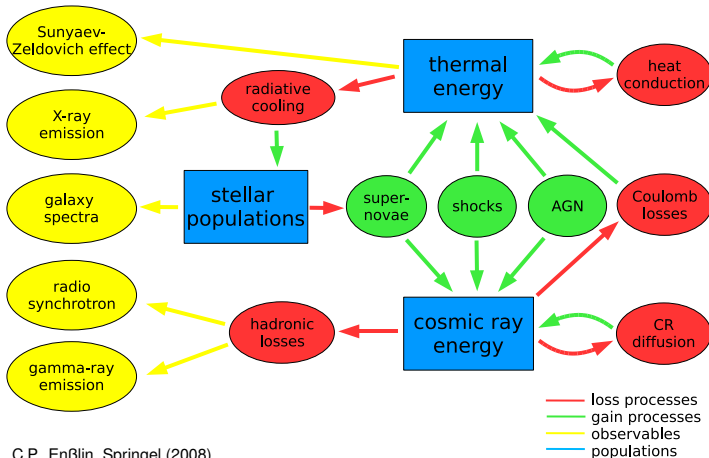 Sunyaev-
Zeldovich effect
thermal
energy
heat
conduction
radiative
cooling
X-ray
emission
stellar
populations
galaxy
spectra
super-
novae
shocks
AGN
Coulomb
losses
radio
synchrotron
hadronic
losses
cosmic ray
energy
CR
diffusion
gamma-ray
emission
loss processes
gain processes
observables
populations
C.P., Enßlin, Springel (2008)